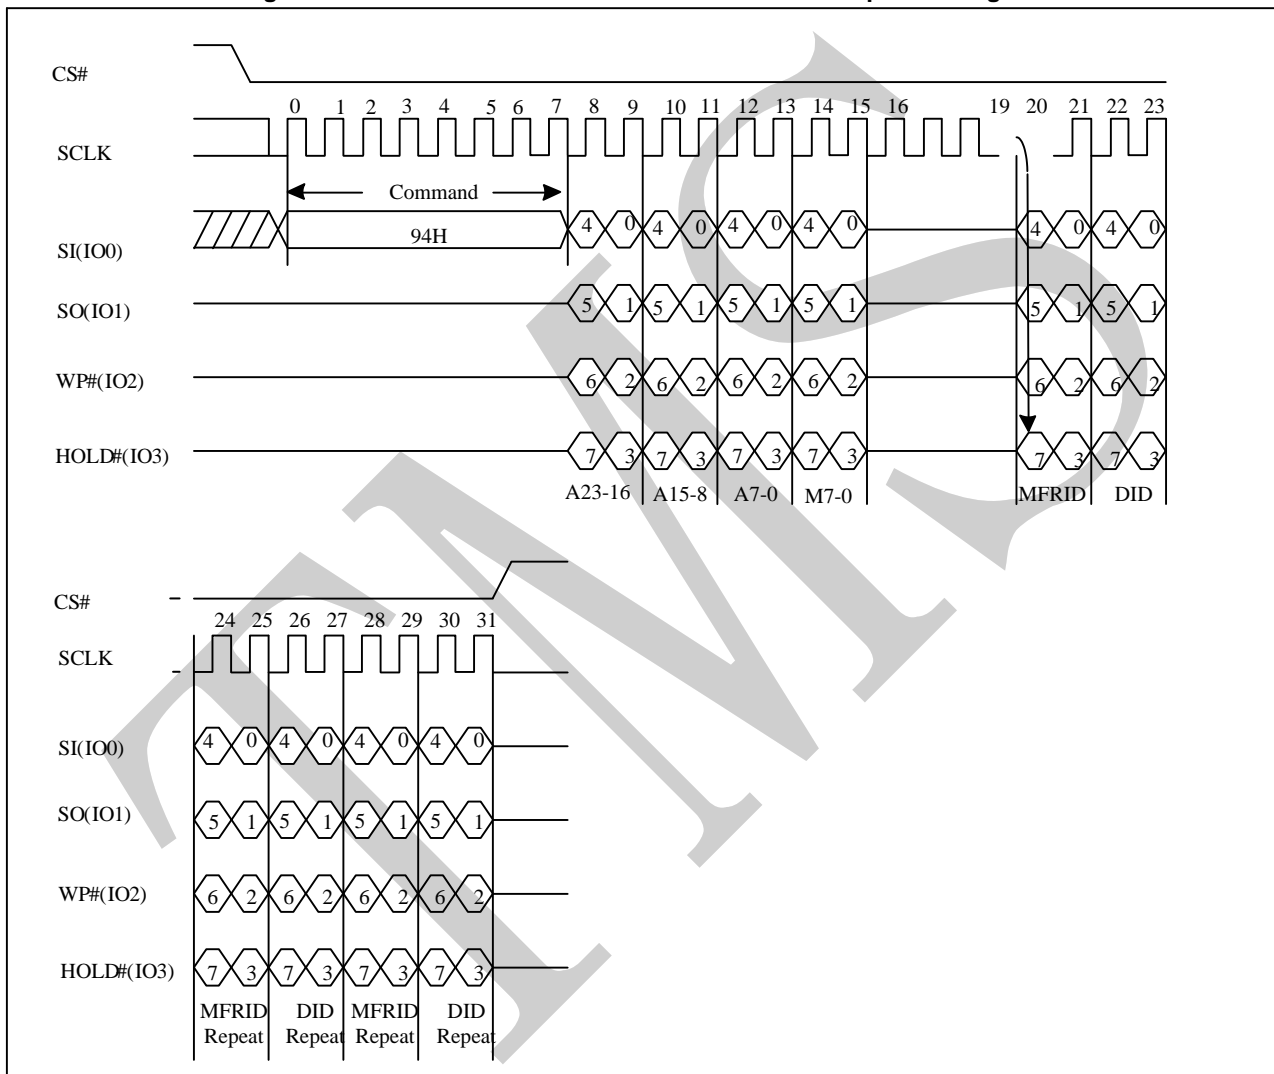 CS#
0 1 2 3 4 5 6 7 8 9 10 11 12 13 14 15 16 19 20 21 22 23
SCLK
Command
94H
4 0 4 0 4 0 4 0 4 0 4 0
SI(IO0)
SO(IO1)
5 1 5 1 5 1 5 1 5 1 5 1
WP#(IO2)
6 2 6 2 6 2 6 2 6 2 6 2
HOLD#(IO3)
7 3 7 3 7 3 7 3 7 3 7 3
A23-16 A15-8 A7-0 M7-0 MFRID DID
CS#
24 25 26 27 28 29 30 31
SCLK
SI(IO0)
4 0 4 0 4 0 4 0
SO(IO1)
5 1 5 1 5 1 5 1
WP#(IO2)
6 2 6 2 6 2 6 2
HOLD#(IO3)
7 3 7 3 7 3 7 3
MFRID DID MFRID DID
Repeat Repeat Repeat Repeat
TMS